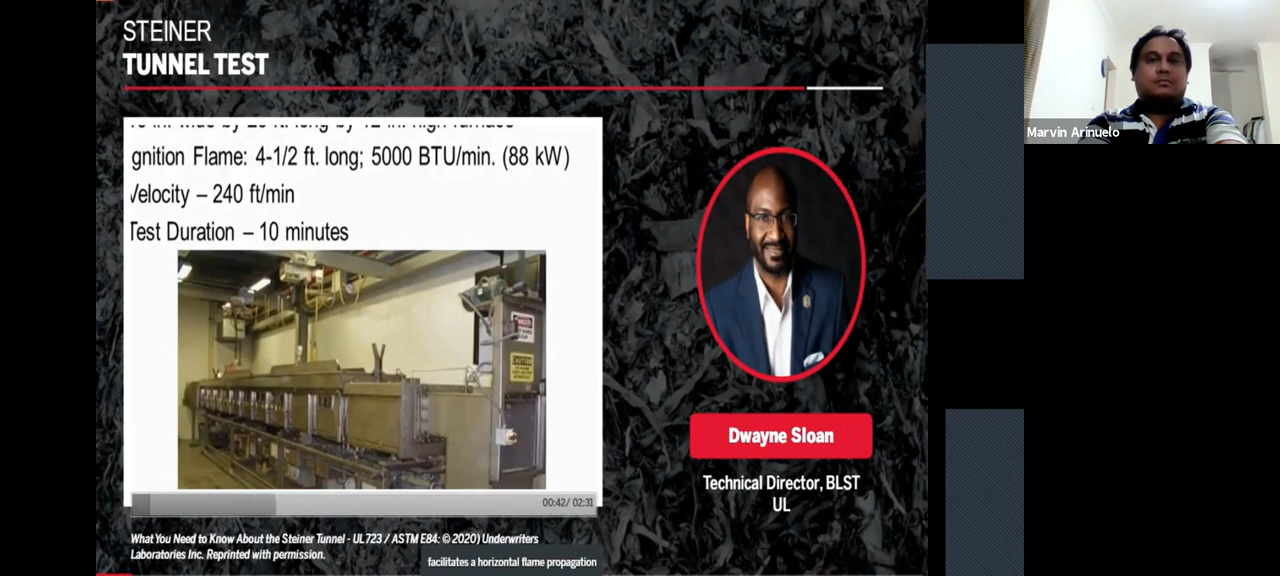 STEINER
TUNNEL TEST
gnition Flame: 4-1/2 ft. long; 5000 BTU/min. (88 kW)
Velocity – 240 ft/min
Test Duration – 10 minutes
CAUTION
00:42/ 02:31
What You Need to Know About the Steiner Tunnel - UL723 / ASTM E84: © 2020) Underwriters
Laboratories Inc. Reprinted with permission.
facilitates a horizontal flame propagation
Dwayne Sloan
Technical Director, BLST
UL
Marvin Arinuelo